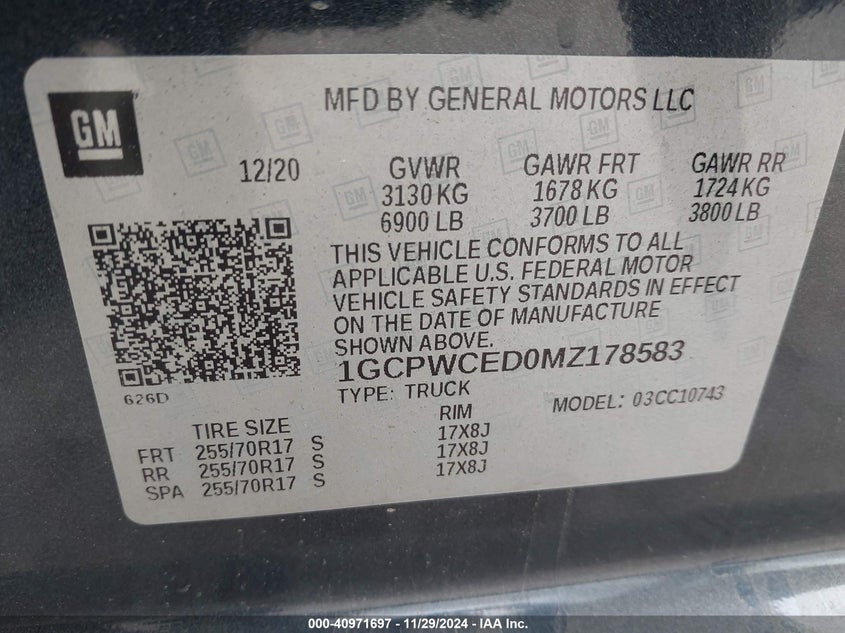 GM
MFD BY GENERAL MOTORS LLC
12/20 GVWR GAWR FRT GAWR RR
3130 KG 1678 KG 1724 KG
6900 LB 3700 LB 3800 LB
THIS VEHICLE CONFORMS TO ALL
APPLICABLE U.S. FEDERAL MOTOR
VEHICLE SAFETY STANDARDS IN EFFECT
ON THE DATE OF MANUFACTURE
SHOWN ABOVE.
1GCPWCED0MZ178583
626D
TYPE: TRUCK MODEL: 03CC10743
TIRE SIZE RIM
FRT 255/70R17 S 17X8J
RR 255/70R17 S 17X8J
SPA 255/70R17 S 17X8J
000-40971697 - 11/29/2024 - IAA Inc.